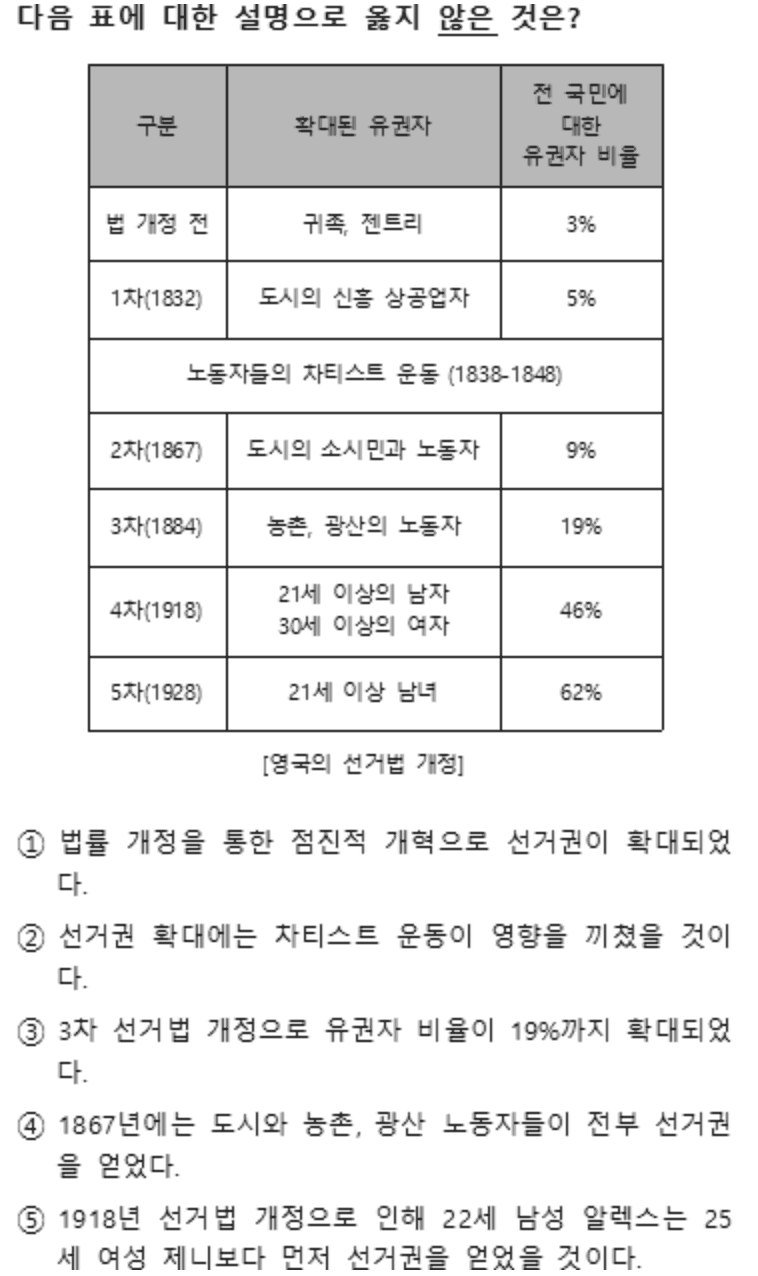 다음 표에 대한 설명으로 옳지 않은 것은?
구분
확대된 유권자
전 국민에
대한
유권자 비율
법 개정 전
귀족, 젠트리
3%
1차(1832)
도시의 신흥 상공업자
5%
노동자들의 차티스트 운동 (1838-1848)
2차(1867)
도시의 소시민과 노동자
9%
3차(1884)
농촌, 광산의 노동자
19%
4차(1918)
21세 이상의 남자
30세 이상의 여자
46%
5차(1928)
21세 이상 남녀
62%
[영국의 선거법 개정]
① 법률 개정을 통한 점진적 개혁으로 선거권이 확대되었
다.
② 선거권 확대에는 차티스트 운동이 영향을 끼쳤을 것이
다.
③ 3차 선거법 개정으로 유권자 비율이 19%까지 확대되었
다.
④ 1867년에는 도시와 농촌, 광산 노동자들이 전부 선거권
을 얻었다.
⑤ 1918년 선거법 개정으로 인해 22세 남성 알렉스는 25
세 여성 제니보다 먼저 선거권을 얻었을 것이다.